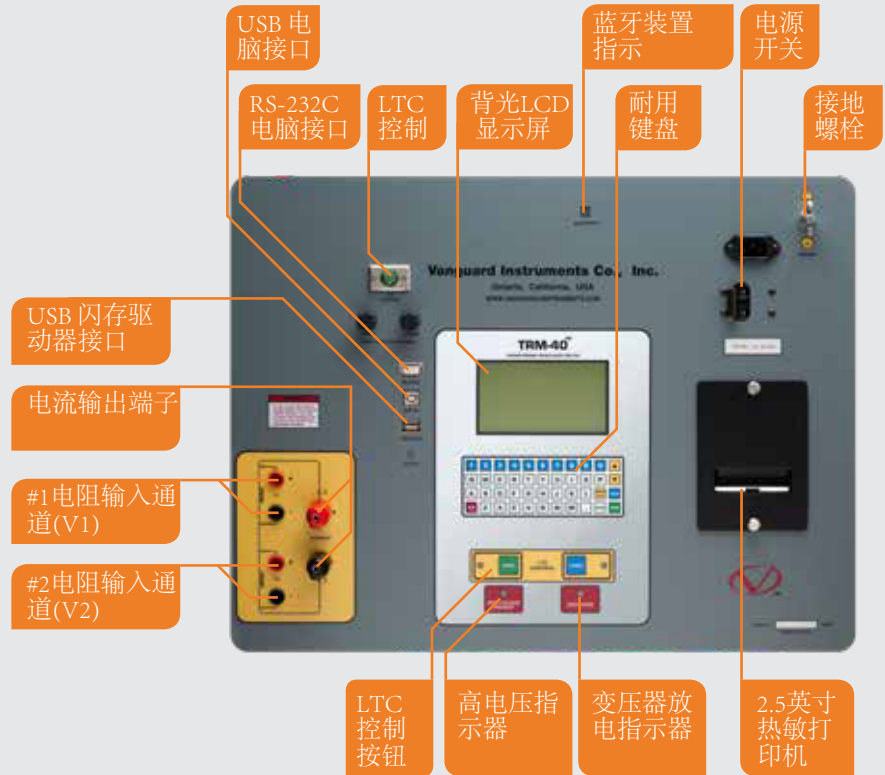 USB 电
脑接口
蓝牙装置
指示
电源
开关
RS-232C
电脑接口
LTC
控制
背光LCD
显示屏
耐用
键盘
接地
螺栓
Vanguard Instruments Co., Inc.
Ontario, California, USA
TRM-40
USB 闪存驱
动器接口
电流输出端子
#1电阻输入通
道(V1)
#2电阻输入通
道(V2)
LTC
控制
按钮
高电压指
示器
变压器放
电指示器
2.5英寸
热敏打
印机